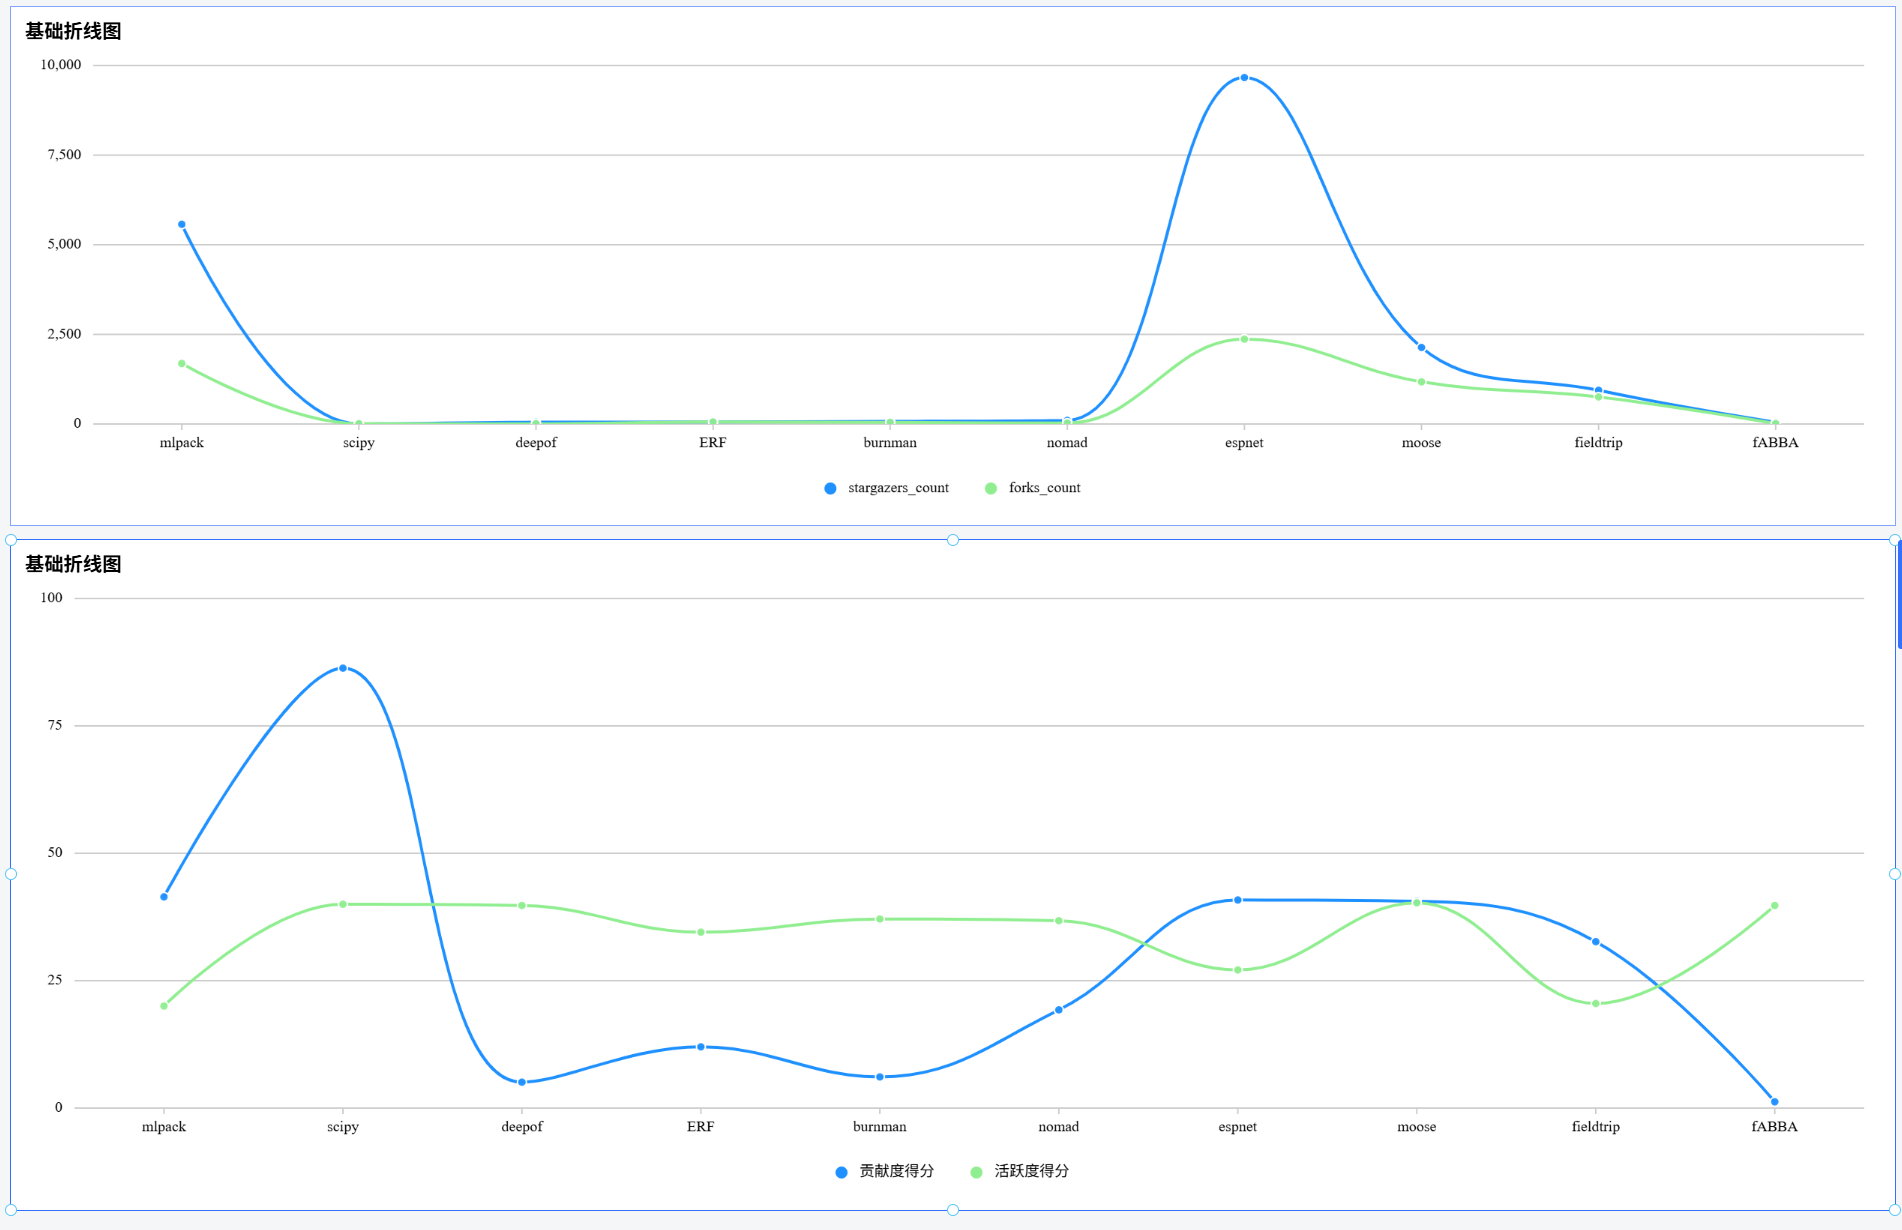 基础折线图
10,000
7,500
5,000
2,500
0
mlpack scipy deepof ERF burnman nomad espnet moose fieldtrip fABBA
stargazers_count forks_count
基础折线图
100
75
50
25
0
mlpack scipy deepof ERF burnman nomad espnet moose fieldtrip fABBA
贡献度得分 活跃度得分